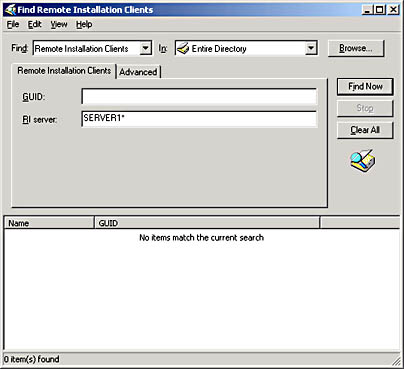 Find Remote Installation Clients
File Edit View Help
Find: Remote Installation Clients In: Entire Directory Browse...
Remote Installation Clients Advanced
Find Now
GUID:
Stop
RI server: SERVER1*
Clear All
Name GUID
No items match the current search
0 item(s) found